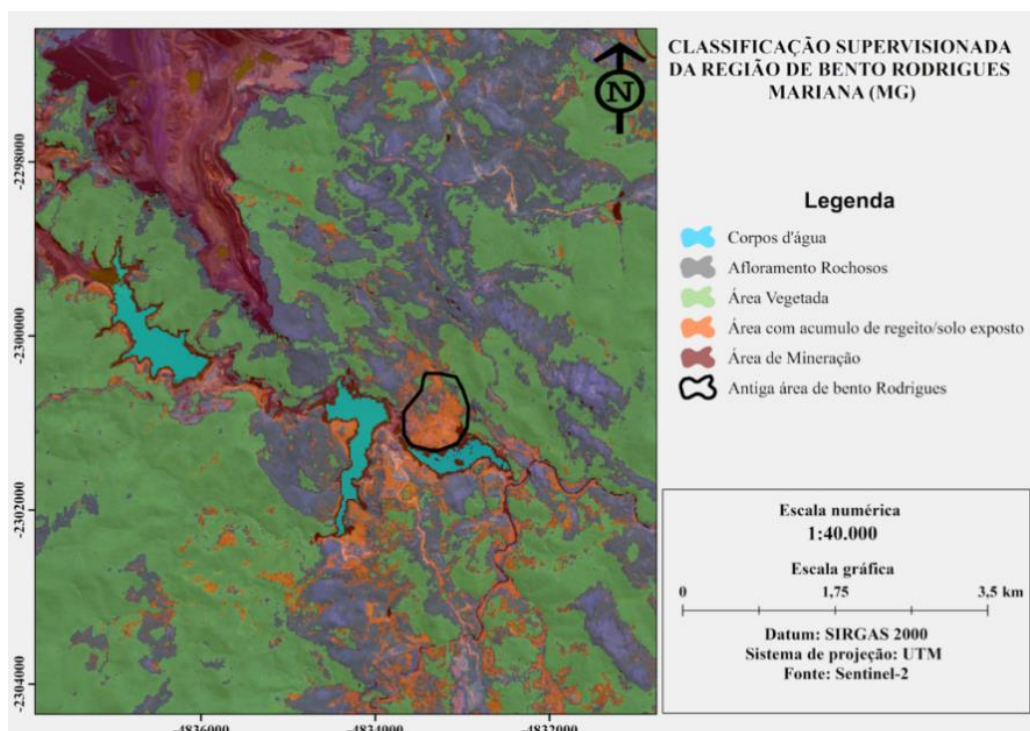 CLASSIFICAÇÃO SUPERVISIONADA
DA REGIÃO DE BENTO RODRIGUES
MARIANA (MG)
N
-2298000
-2300000
-2302000
-2304000
-4836000
-4834000
-4832000
Legenda
Corpos d'água
Afloramento Rochosos
Área Vegetada
Área com acumulo de regeito/solo exposto
Área de Mineração
Antiga área de bento Rodrigues
Escala numérica
1:40.000
Escala gráfica
0 1,75 3,5 km
Datum: SIRGAS 2000
Sistema de projeção: UTM
Fonte: Sentinel-2